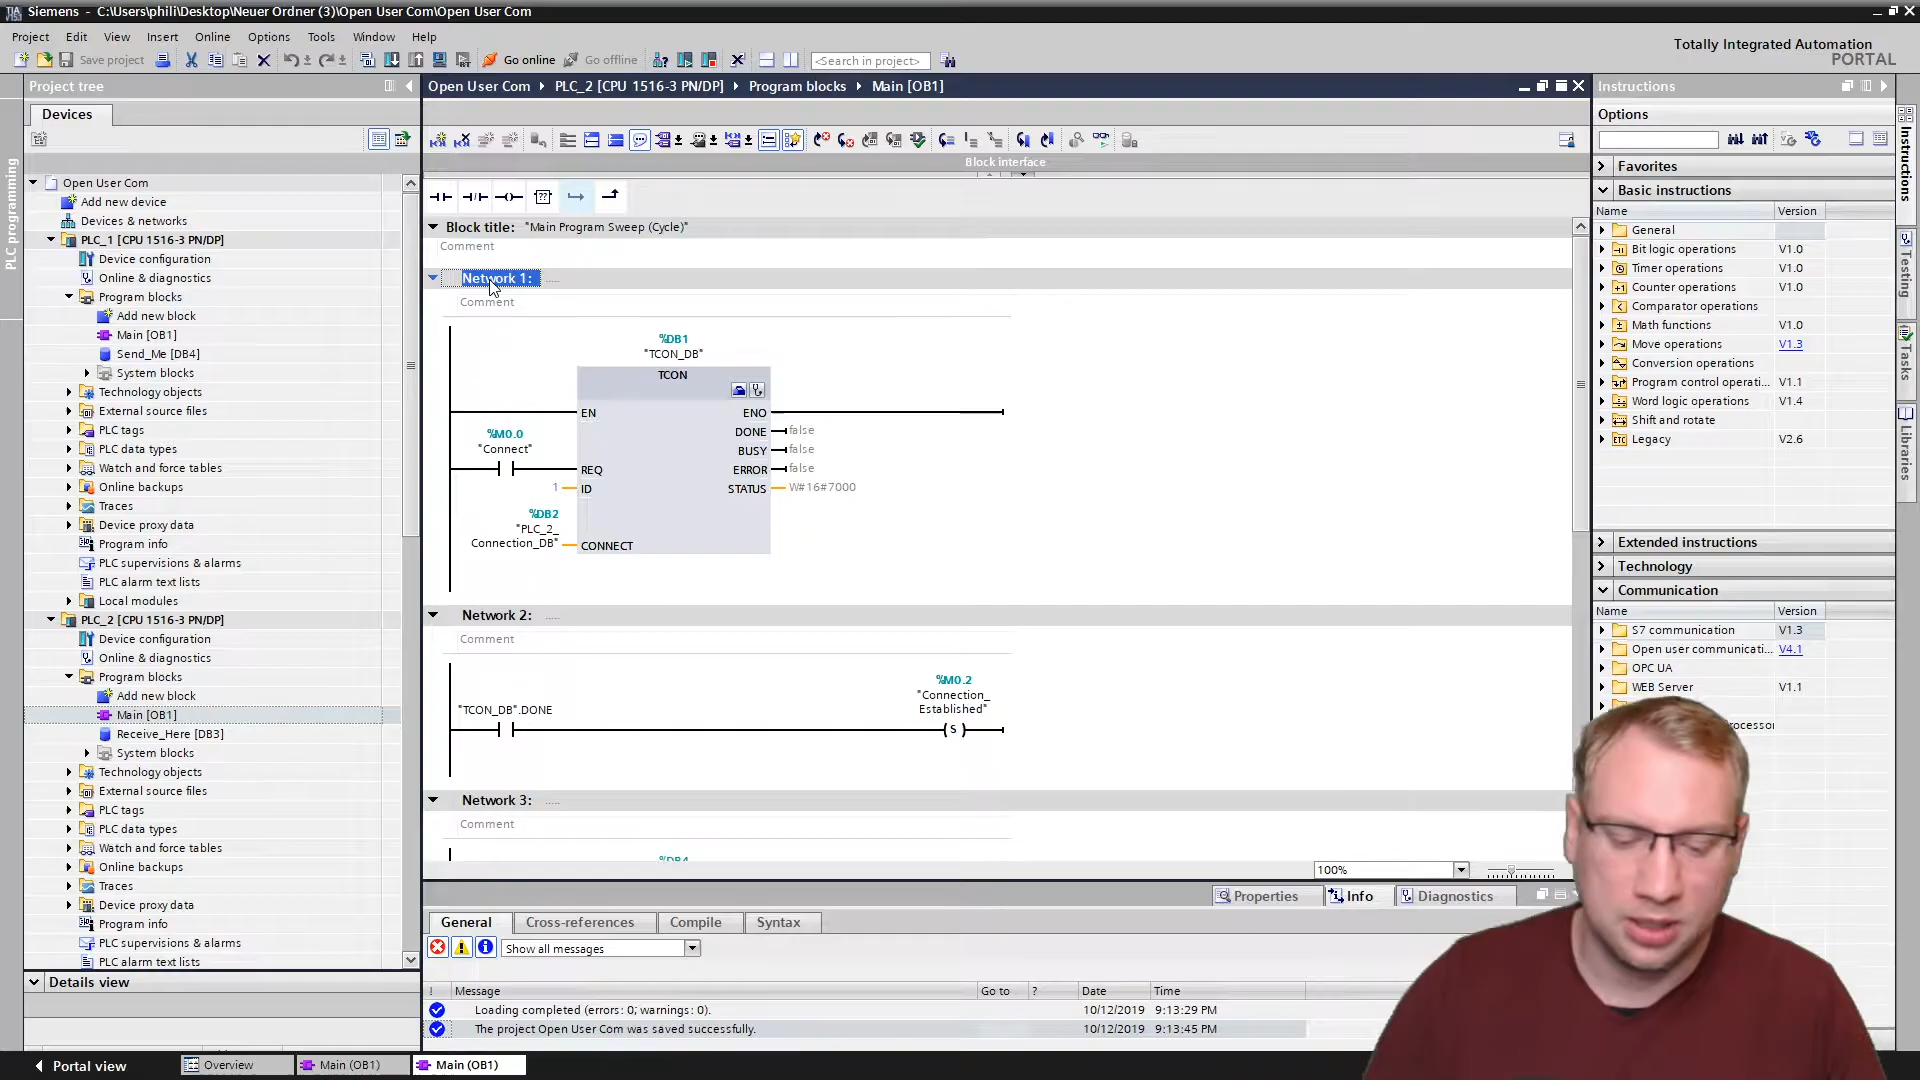 Siemens - C:\Users\phili\Desktop\Neuer Ordner (3)\Open User Com\Open User Com
Project Edit View Insert Online Options Tools Window Help
Totally Integrated Automation
PORTAL
Save project
Go online
Go offline
<Search in project>
Project tree
Devices
PLC programming
Open User Com
Add new device
Devices & networks
PLC_1 [CPU 1516-3 PN/DP]
Device configuration
Online & diagnostics
Program blocks
Add new block
Main [OB1]
Send_Me [DB4]
System blocks
Technology objects
External source files
PLC tags
PLC data types
Watch and force tables
Online backups
Traces
Device proxy data
Program info
PLC supervisions & alarms
PLC alarm text lists
Local modules
PLC_2 [CPU 1516-3 PN/DP]
Device configuration
Online & diagnostics
Program blocks
Add new block
Main [OB1]
Receive_Here [DB3]
System blocks
Technology objects
External source files
PLC tags
PLC data types
Watch and force tables
Online backups
Traces
Device proxy data
Program info
PLC supervisions & alarms
PLC alarm text lists
Details view
Open User Com PLC_2 [CPU 1516-3 PN/DP] Program blocks Main [OB1]
Block interface
Block title: "Main Program Sweep (Cycle)"
Comment
Network 1: .....
Comment
%DB1
"TCON_DB"
TCON
EN ENO
DONE false
%M0.0
"Connect"
BUSY false
REQ ERROR false
1 ID STATUS W#16#7000
%DB2
"PLC_2_
Connection_DB" CONNECT
Network 2: .....
Comment
%M0.2
"Connection_
Established"
"TCON_DB".DONE
S
Network 3: .....
Comment
%DB4
100%
Properties Info Diagnostics
General Cross-references Compile Syntax
Show all messages
! Message Go to ? Date Time
Loading completed (errors: 0; warnings: 0). 10/12/2019 9:13:29 PM
The project Open User Com was saved successfully. 10/12/2019 9:13:45 PM
Instructions
Options
Favorites
Basic instructions
Name Version
General
Bit logic operations V1.0
Timer operations V1.0
Counter operations V1.0
Comparator operations
Math functions V1.0
Move operations V1.3
Conversion operations
Program control operati... V1.1
Word logic operations V1.4
Shift and rotate
Legacy V2.6
Extended instructions
Technology
Communication
Name Version
S7 communication V1.3
Open user communicati... V4.1
OPC UA
WEB Server V1.1
Instructions
Testing
Tasks
Libraries
Portal view
Overview
Main (OB1)
Main (OB1)